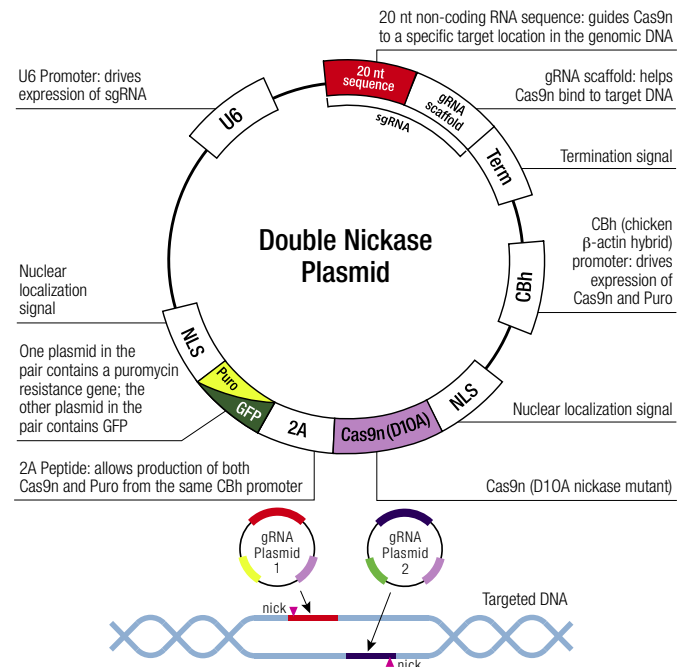 20 nt non-coding RNA sequence: guides Cas9n
to a specific target location in the genomic DNA
U6 Promoter: drives
expression of sgRNA
gRNA scaffold: helps
Cas9n bind to target DNA
20 nt
sequence
gRNA
scaffold
sgRNA
U6
Term
Termination signal
Double Nickase
Plasmid
CBh (chicken
β-actin hybrid)
promoter: drives
expression of
Cas9n and Puro
CBh
Nuclear
localization
signal
NLS
One plasmid in the
pair contains a puromycin
resistance gene; the
other plasmid in the
pair contains GFP
Puro
GFP
2A
Cas9n (D10A)
NLS
Nuclear localization signal
2A Peptide: allows production of both
Cas9n and Puro from the same CBh promoter
Cas9n (D10A nickase mutant)
gRNA
Plasmid
1
gRNA
Plasmid
2
Targeted DNA
nick
nick